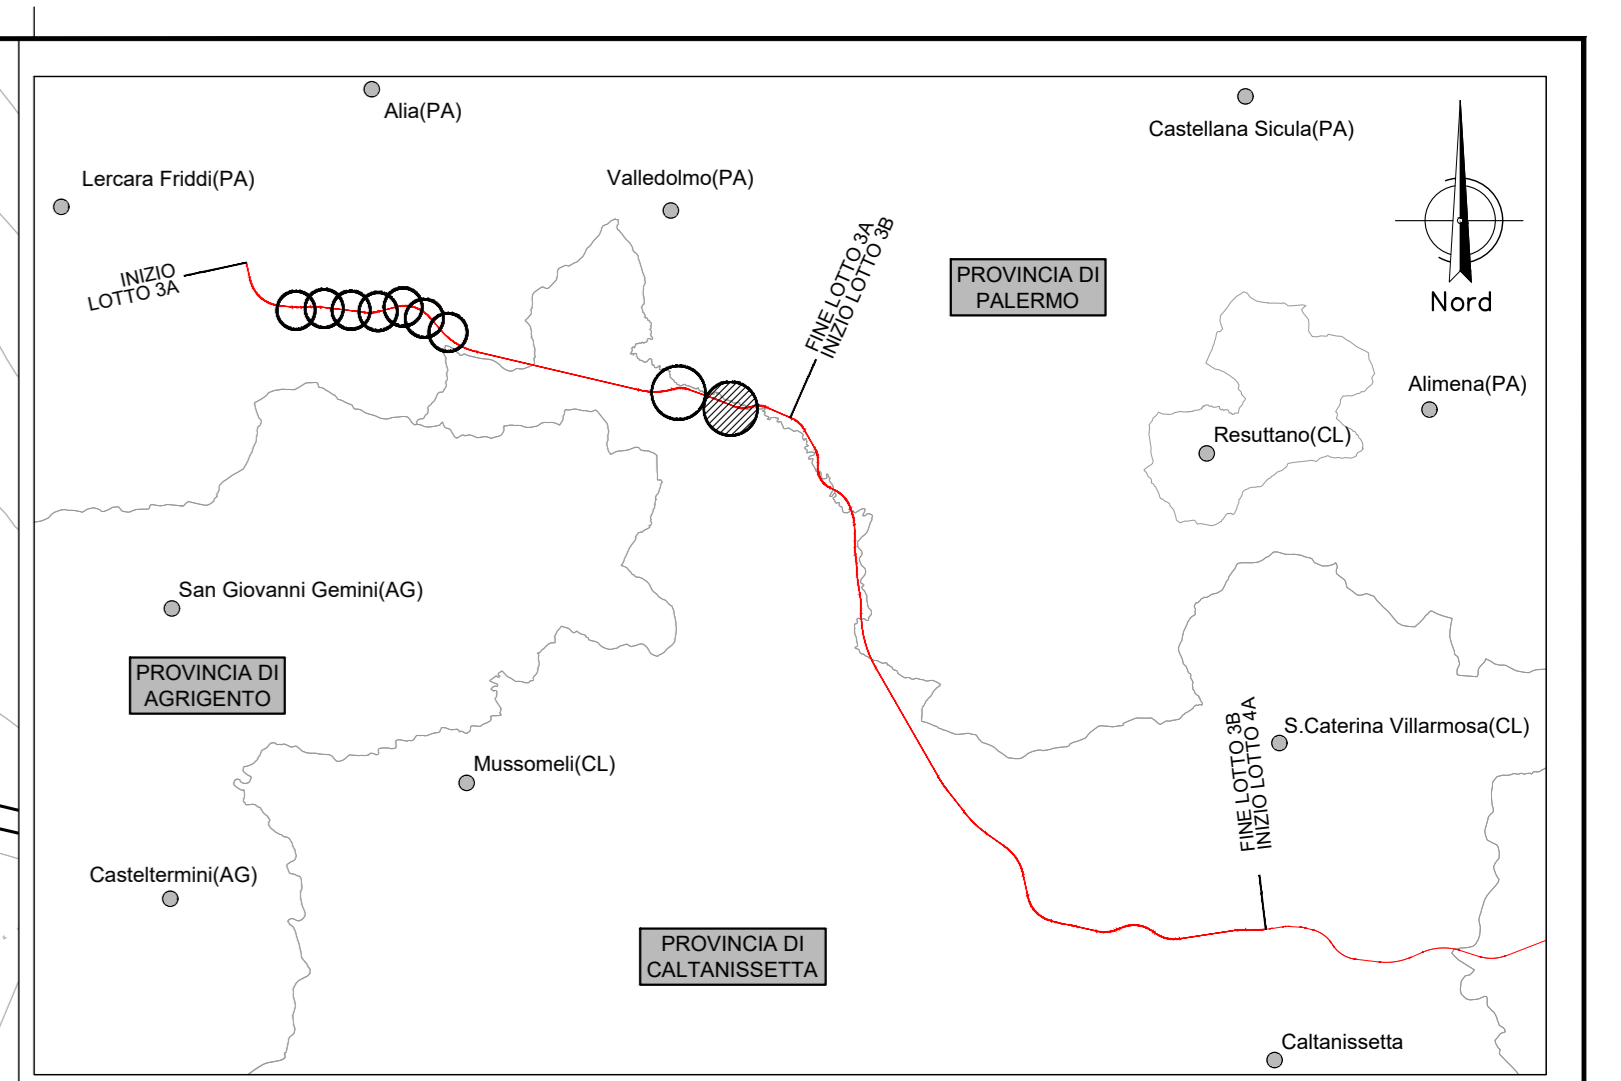 Alia(PA)
Castellana Sicula(PA)
Lercara Friddi(PA)
Valledolmo(PA)
INIZIO
LOTTO 3A
FINE LOTTO 3A
INIZIO LOTTO 3B
PROVINCIA DI
PALERMO
Nord
Alimena(PA)
Resuttano(CL)
San Giovanni Gemini(AG)
PROVINCIA DI
AGRIGENTO
Mussomeli(CL)
FINE LOTTO 3B
INIZIO LOTTO 4A
S.Caterina Villarmosa(CL)
Casteltermini(AG)
PROVINCIA DI
CALTANISSETTA
Caltanissetta